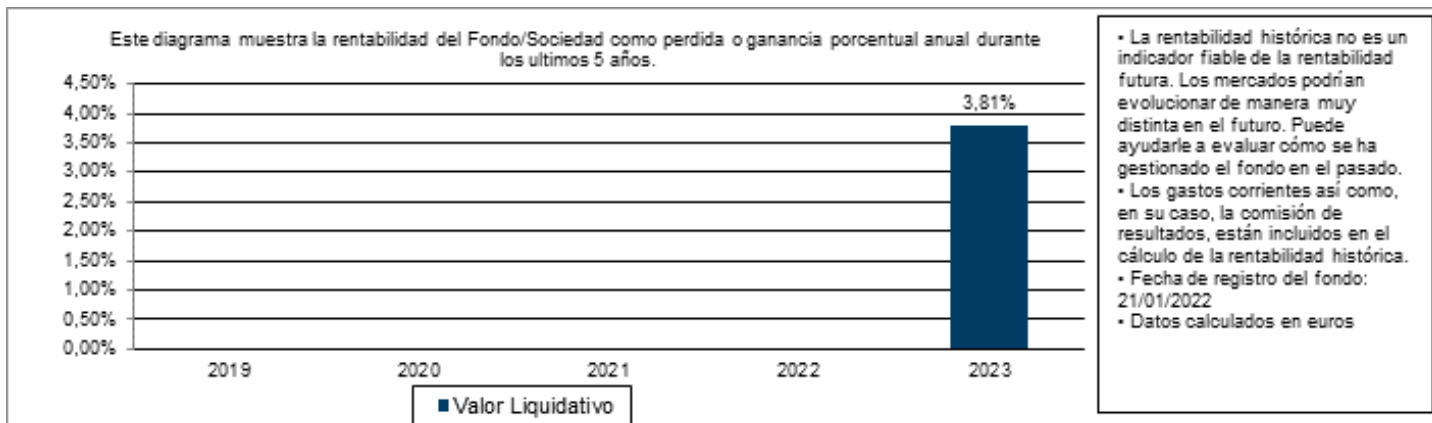 Este diagrama muestra la rentabilidad del Fondo/Sociedad como perdida o ganancia porcentual anual durante
los ultimos 5 años.
4,50%
4,00%
3,50%
3,00%
2,50%
2,00%
1,50%
1,00%
0,50%
0,00%
3,81%
2019 2020 2021 2022 2023
Valor Liquidativo
▪ La rentabilidad histórica no es un
indicador fiable de la rentabilidad
futura. Los mercados podrían
evolucionar de manera muy
distinta en el futuro. Puede
ayudarle a evaluar cómo se ha
gestionado el fondo en el pasado.
▪ Los gastos corrientes así como,
en su caso, la comisión de
resultados, están incluidos en el
cálculo de la rentabilidad histórica.
▪ Fecha de registro del fondo:
21/01/2022
▪ Datos calculados en euros